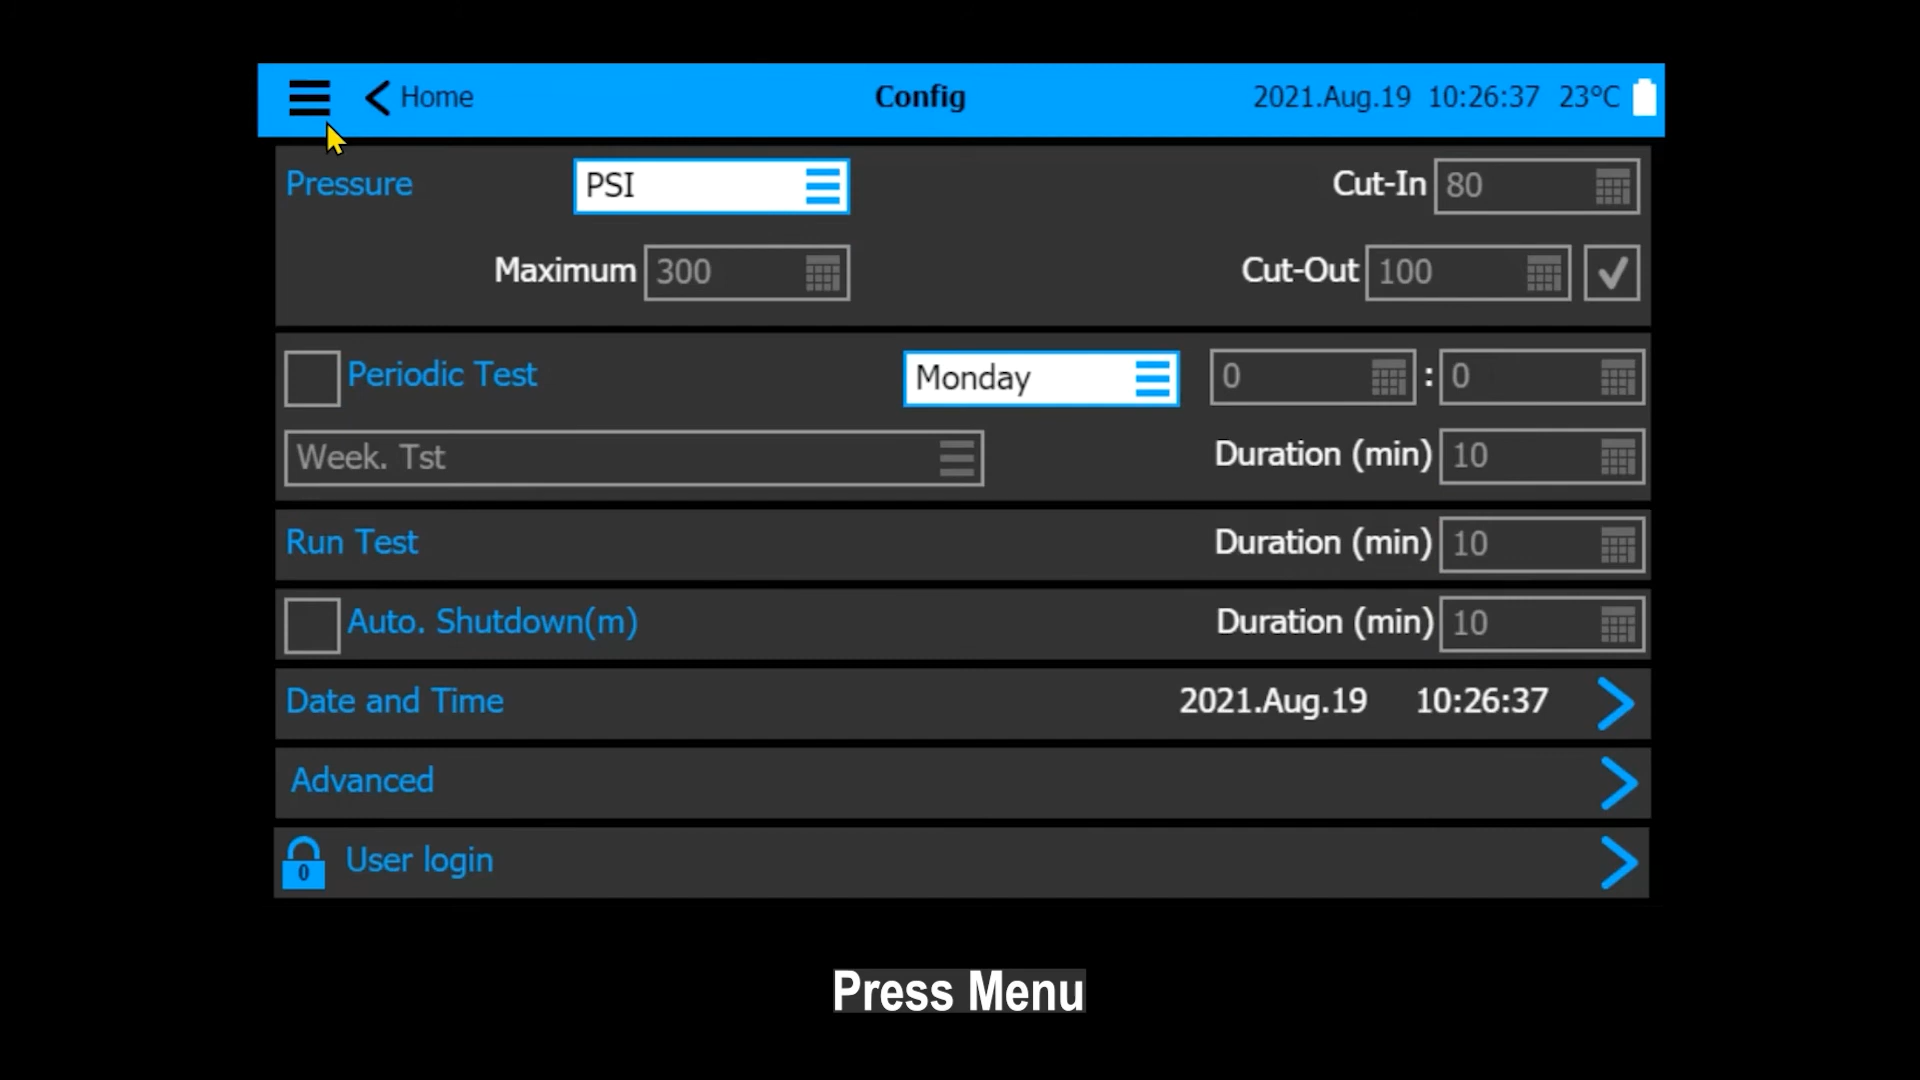 Home Config 2021.Aug.19 10:26:37 23°C
Pressure PSI Cut-In 80
Maximum 300 Cut-Out 100
Periodic Test Monday 0 : 0
Week. Tst Duration (min) 10
Run Test Duration (min) 10
Auto. Shutdown(m) Duration (min) 10
Date and Time 2021.Aug.19 10:26:37
Advanced
0 User login
Press Menu